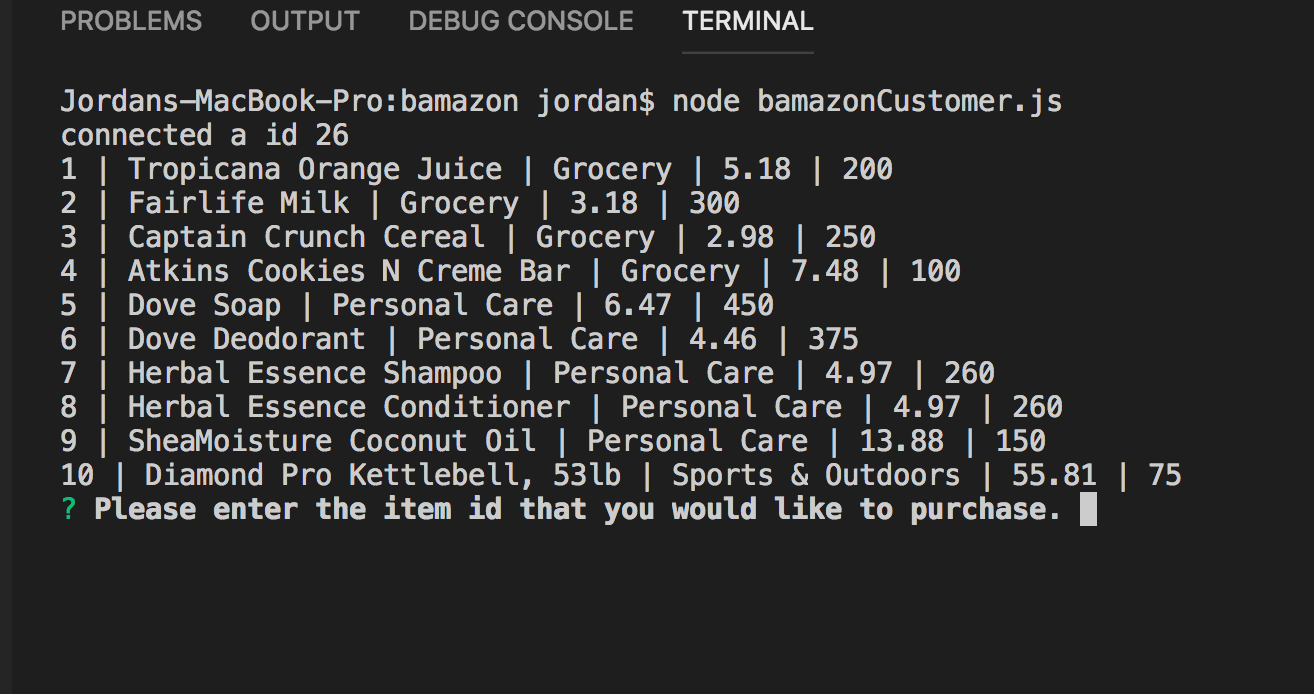 PROBLEMS OUTPUT DEBUG CONSOLE TERMINAL
Jordans-MacBook-Pro:bamazon jordan$ node bamazonCustomer.js
connected a id 26
1 | Tropicana Orange Juice | Grocery | 5.18 | 200
2 | Fairlife Milk | Grocery | 3.18 | 300
3 | Captain Crunch Cereal | Grocery | 2.98 | 250
4 | Atkins Cookies N Creme Bar | Grocery | 7.48 | 100
5 | Dove Soap | Personal Care | 6.47 | 450
6 | Dove Deodorant | Personal Care | 4.46 | 375
7 | Herbal Essence Shampoo | Personal Care | 4.97 | 260
8 | Herbal Essence Conditioner | Personal Care | 4.97 | 260
9 | SheaMoisture Coconut Oil | Personal Care | 13.88 | 150
10 | Diamond Pro Kettlebell, 53lb | Sports & Outdoors | 55.81 | 75
? Please enter the item id that you would like to purchase.